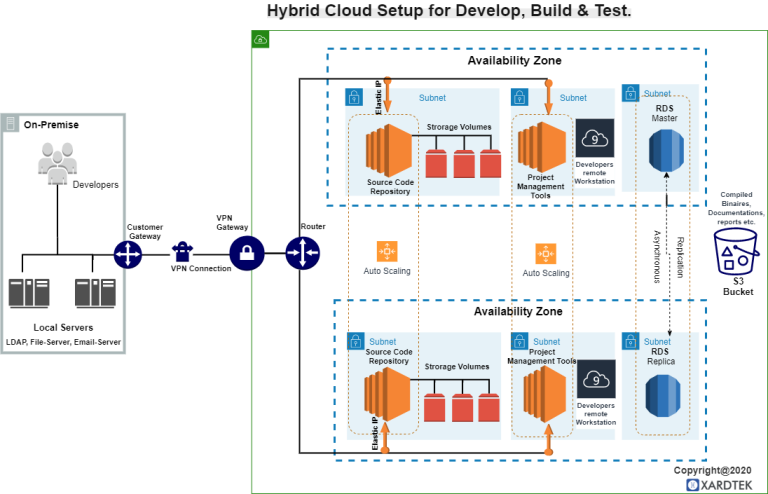 Hybrid Cloud Setup for Develop, Build & Test.
On-Premise
Developers
Local Servers
LDAP, File-Server, Email-Server
Customer
Gateway
VPN Connection
VPN
Gateway
Router
Availability Zone
Elastic IP
Subnet
Source Code
Repository
Strorage Volumes
Subnet
Project
Management
Tools
9
Developers
remote
Workstation
Subnet
RDS
Master
Auto Scaling
Auto Scaling
Asynchronous
Replication
Compiled
Binaires,
Documentations,
reports etc.
S3
Bucket
Availability Zone
Subnet
Source Code
Repository
Strorage Volumes
Elastic IP
Subnet
Project
Management Tools
9
Developers
remote
Workstation
Subnet
RDS
Replica
Copyright@2020
XARDTEK